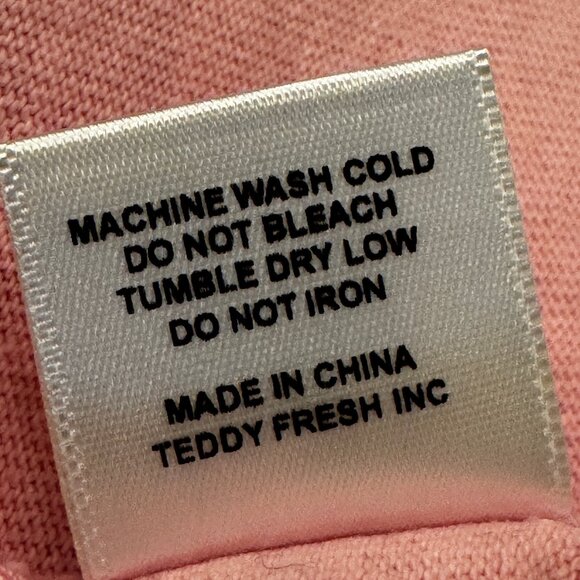 MACHINE WASH COLD
DO NOT BLEACH
TUMBLE DRY LOW
DO NOT IRON
MADE IN CHINA
TEDDY FRESH INC